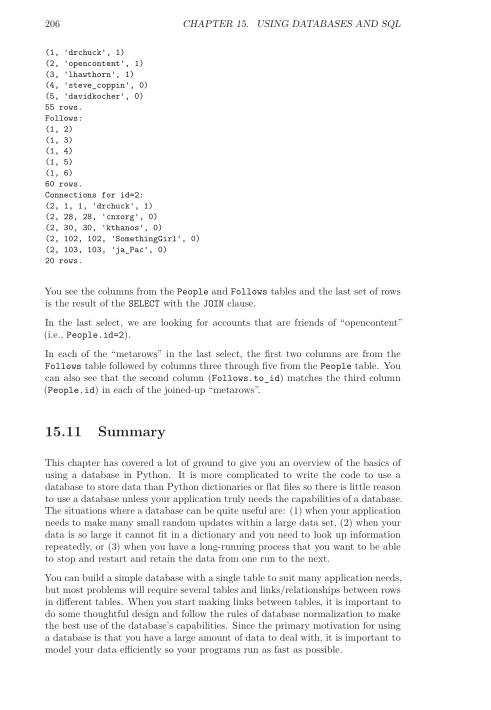 206 CHAPTER 15. USING DATABASES AND SQL
(1, 'drchuck', 1)
(2, 'opencontent', 1)
(3, 'lhawthorn', 1)
(4, 'steve_coppin', 0)
(5, 'davidkocher', 0)
55 rows.
Follows:
(1, 2)
(1, 3)
(1, 4)
(1, 5)
(1, 6)
60 rows.
Connections for id=2:
(2, 1, 1, 'drchuck', 1)
(2, 28, 28, 'cnxorg', 0)
(2, 30, 30, 'kthanos', 0)
(2, 102, 102, 'SomethingGirl', 0)
(2, 103, 103, 'ja_Pac', 0)
20 rows.
You see the columns from the People and Follows tables and the last set of rows
is the result of the SELECT with the JOIN clause.
In the last select, we are looking for accounts that are friends of “opencontent”
(i.e., People.id=2).
In each of the “metarows” in the last select, the first two columns are from the
Follows table followed by columns three through five from the People table. You
can also see that the second column (Follows.to_id) matches the third column
(People.id) in each of the joined-up “metarows”.
15.11 Summary
This chapter has covered a lot of ground to give you an overview of the basics of
using a database in Python. It is more complicated to write the code to use a
database to store data than Python dictionaries or flat files so there is little reason
to use a database unless your application truly needs the capabilities of a database.
The situations where a database can be quite useful are: (1) when your application
needs to make many small random updates within a large data set, (2) when your
data is so large it cannot fit in a dictionary and you need to look up information
repeatedly, or (3) when you have a long-running process that you want to be able
to stop and restart and retain the data from one run to the next.
You can build a simple database with a single table to suit many application needs,
but most problems will require several tables and links/relationships between rows
in different tables. When you start making links between tables, it is important to
do some thoughtful design and follow the rules of database normalization to make
the best use of the database’s capabilities. Since the primary motivation for using
a database is that you have a large amount of data to deal with, it is important to
model your data efficiently so your programs run as fast as possible.